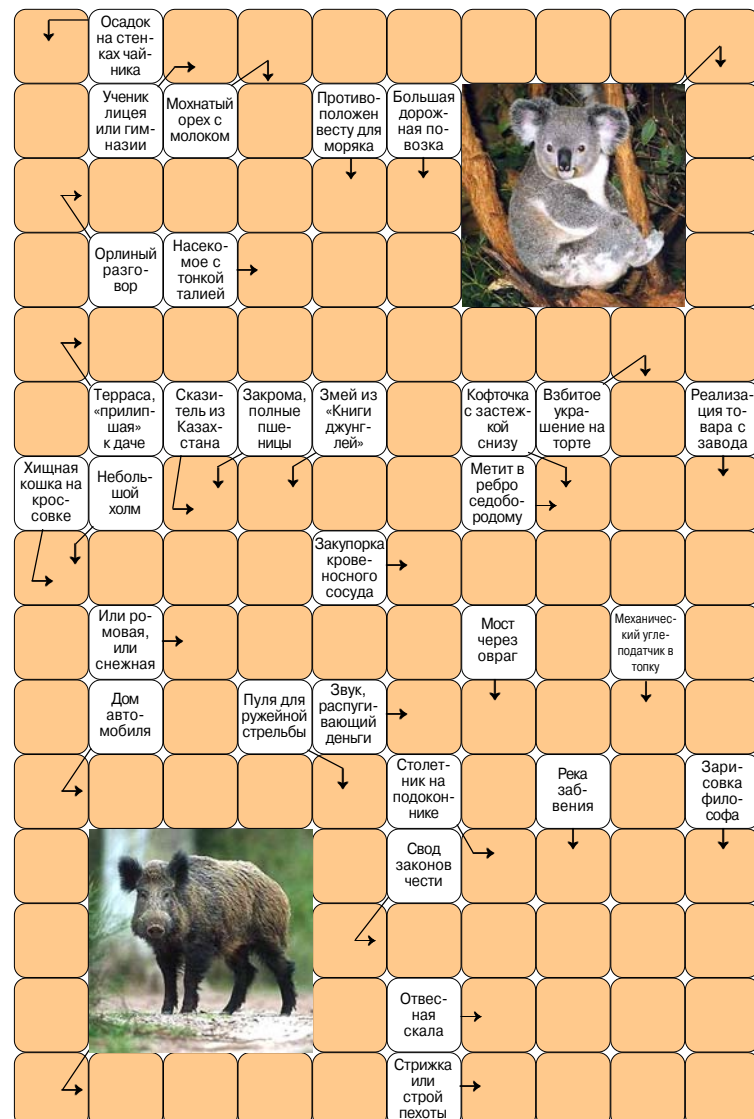 Осадок
на стен-
ках чай-
ника
Ученик
лицея
или гим-
назии
Мохнатый
орех с
молоком
Противо-
положен
весту для
моряка
Большая
дорож-
ная по-
возка
Орлиный
разго-
вор
Насеко-
мое с
тонкой
талией
Терраса,
«прилип-
шая»
к даче
Сказа-
тель из
Казах-
стана
Закрома,
полные
пше-
ницы
Змей из
«Книги
джунг-
лей»
Кофточка
с застеж-
кой
снизу
Взбитое
укра-
шение на
торте
Реализа-
ция то-
вара с
завода
Хищная
кошка на
крос-
совке
Неболь-
шой
холм
Метит в
ребро
седобо-
родому
Закупорка
крове-
носного
сосуда
Или ро-
мовая,
или
снежная
Мост
через
овраг
Механичес-
кий угле-
податчик в
топку
Дом
авто-
мобиля
Пуля для
ружейной
стрельбы
Звук,
распуги-
вающий
деньги
Столет-
ник на
подокон-
нике
Река
заб-
вения
Зари-
совка
фило-
софа
Свод
законов
чести
Отвес-
ная
скала
Стрижка
или
строй
пехоты